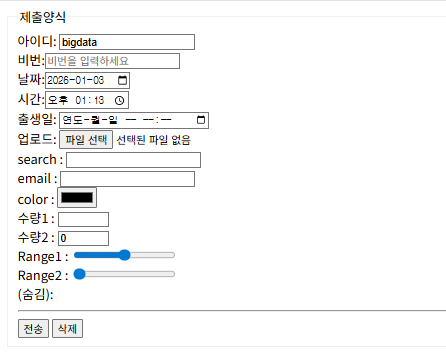 제출양식
아이디: bigdata
비번: 비번을 입력하세요
날짜: 2026-01-03
시간: 오후 01:13
출생일: 연도-월-일 -- --:--
업로드: 파일 선택 선택된 파일 없음
search :
email :
color :
수량1 :
수량2 : 0
Range1 :
Range2 :
(숨김):
전송 삭제